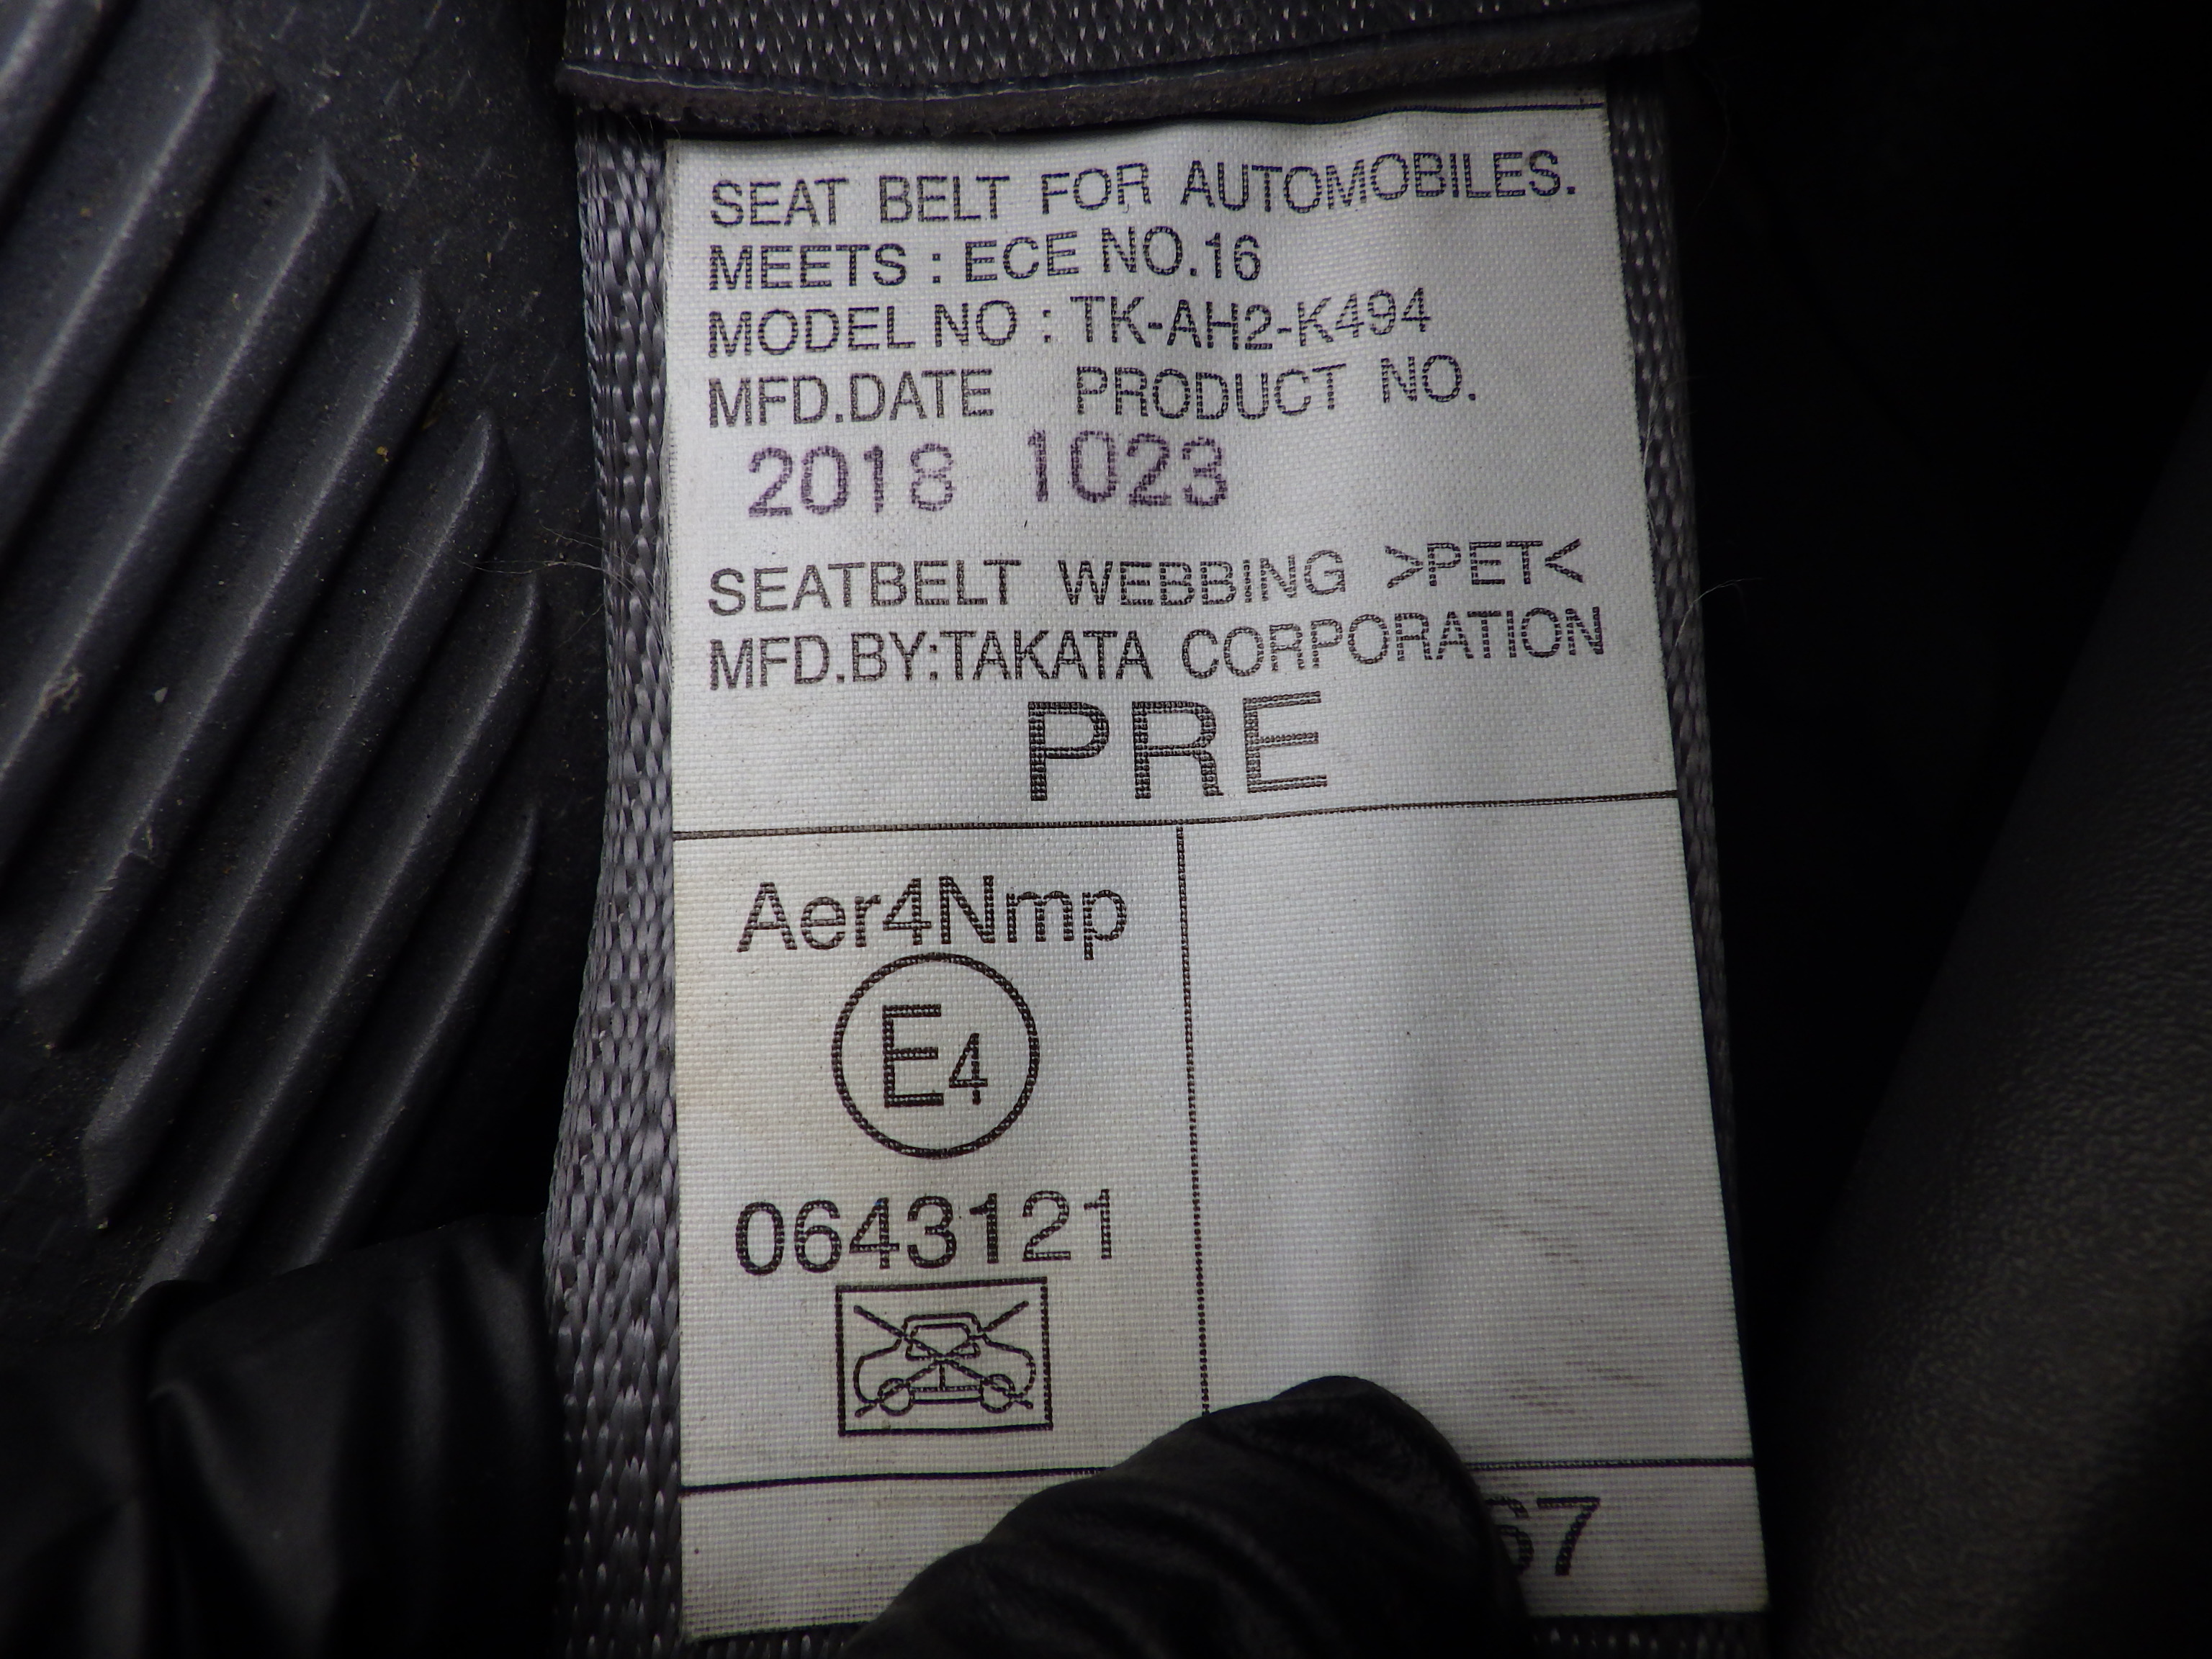 SEAT BELT FOR AUTOMOBILES.
MEETS : ECE NO.16
MODEL NO : TK-AH2-K494
MFD.DATE PRODUCT NO.
2018 1023
SEATBELT WEBBING >PET<
MFD.BY:TAKATA CORPORATION
PRE
Aer4Nmp
E4
0643121